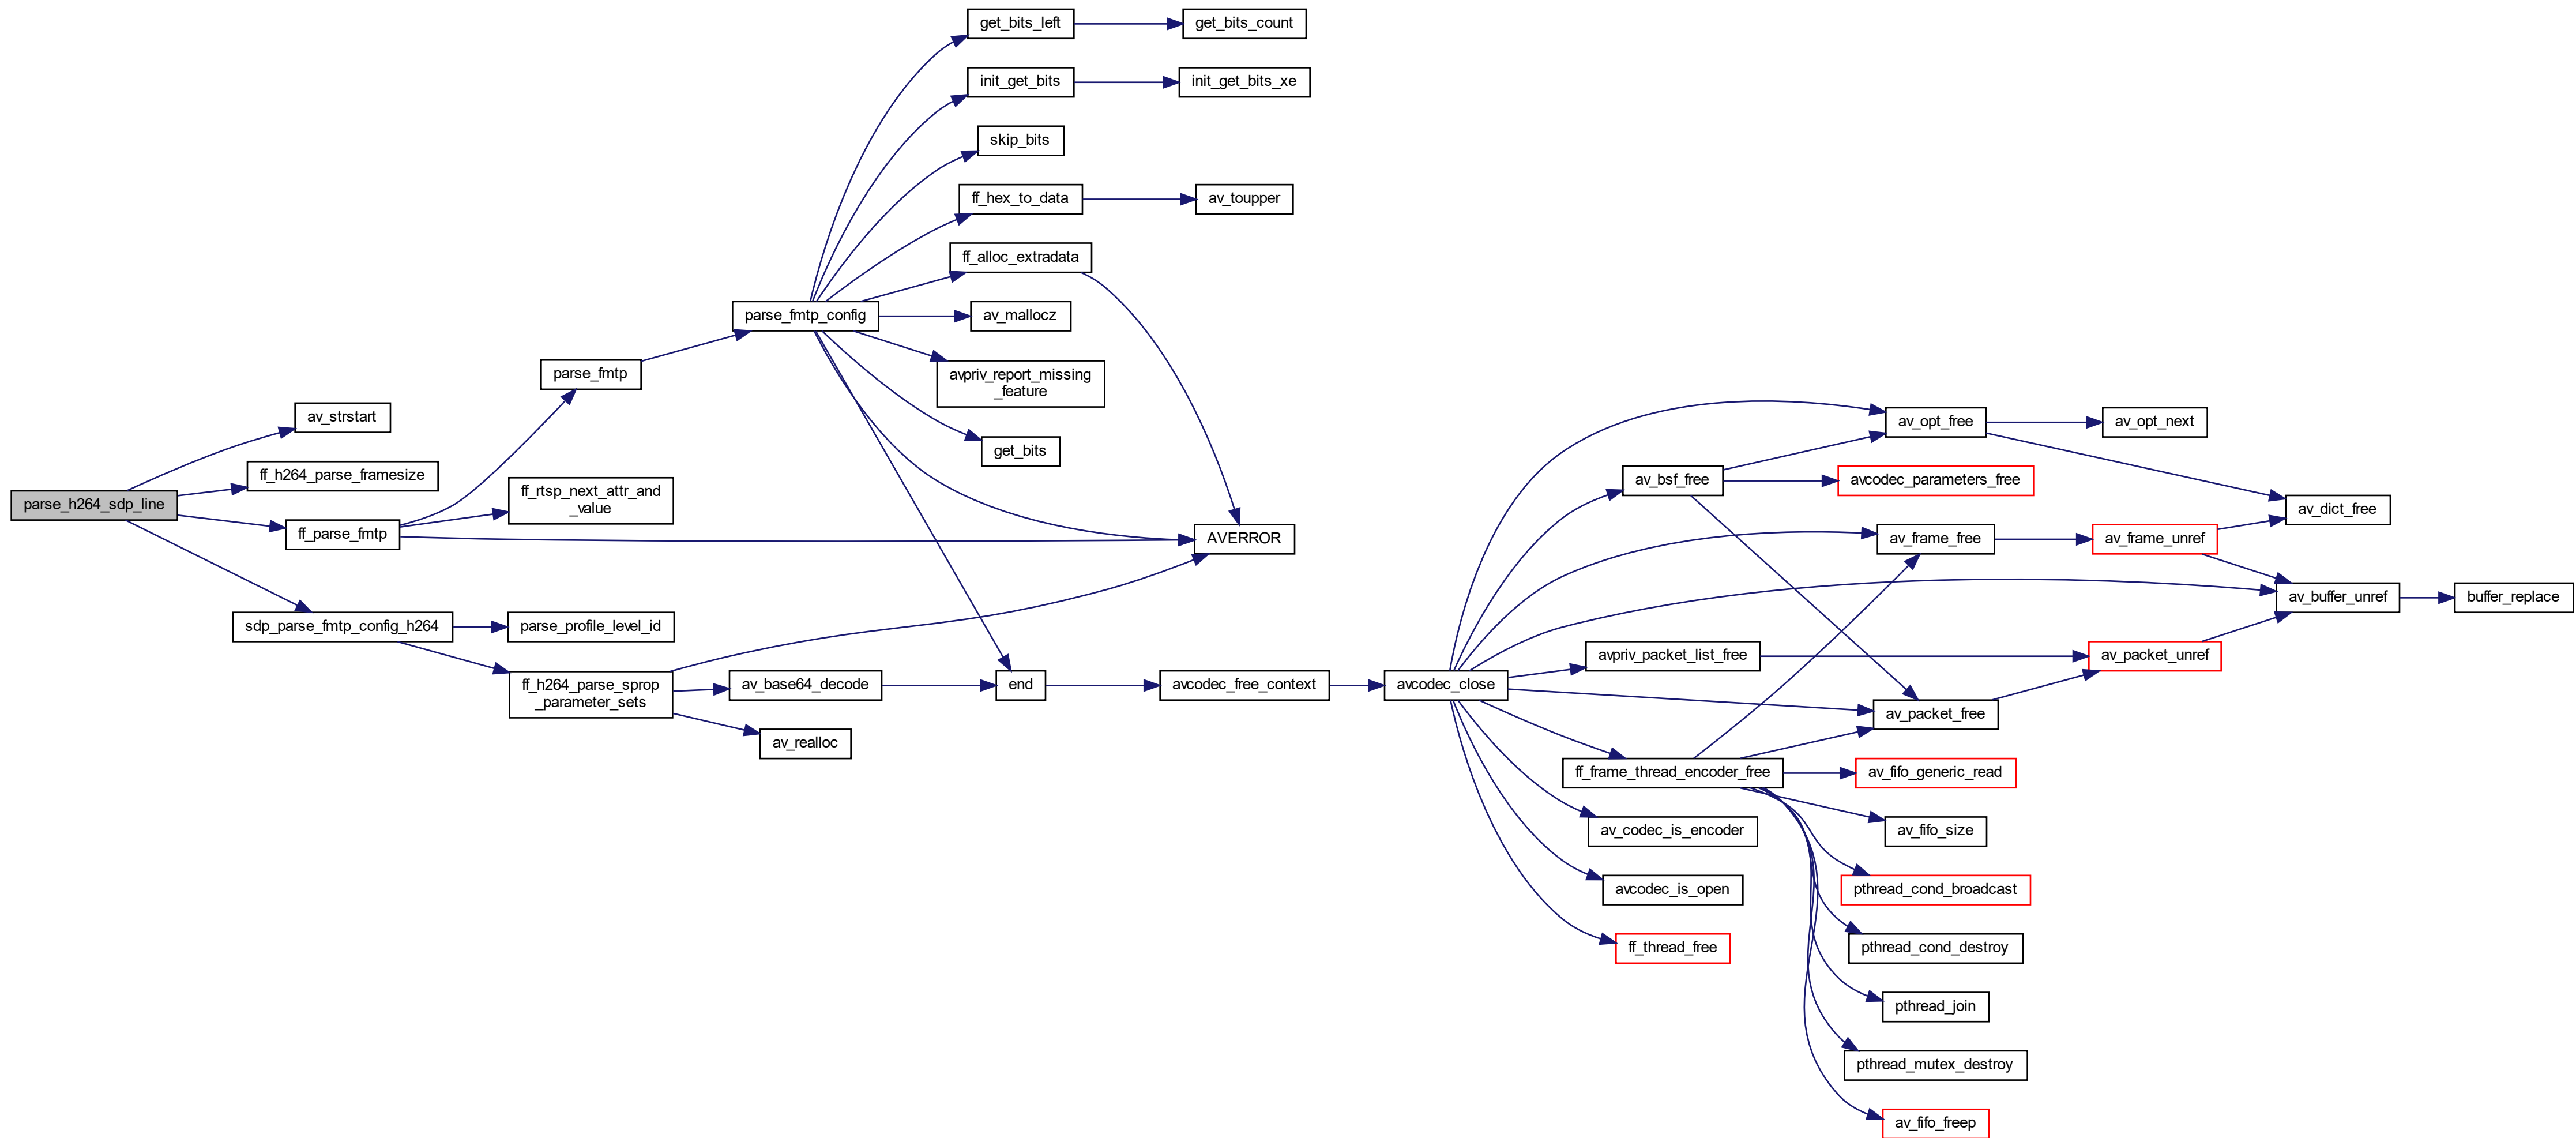 parse_h264_sdp_line
av_strstart
ff_h264_parse_framesize
ff_parse_fmtp
sdp_parse_fmtp_config_h264
parse_fmtp
ff_rtsp_next_attr_and
_value
parse_profile_level_id
ff_h264_parse_sprop
_parameter_sets
parse_fmtp_config
av_base64_decode
av_realloc
get_bits_left
init_get_bits
skip_bits
ff_hex_to_data
ff_alloc_extradata
av_mallocz
avpriv_report_missing
_feature
get_bits
end
get_bits_count
init_get_bits_xe
av_toupper
AVERROR
avcodec_free_context
avcodec_close
av_bsf_free
avpriv_packet_list_free
ff_frame_thread_encoder_free
av_codec_is_encoder
avcodec_is_open
ff_thread_free
av_opt_free
avcodec_parameters_free
av_frame_free
av_packet_free
av_fifo_generic_read
av_fifo_size
pthread_cond_broadcast
pthread_cond_destroy
pthread_join
pthread_mutex_destroy
av_fifo_freep
av_opt_next
av_frame_unref
av_packet_unref
av_dict_free
av_buffer_unref
buffer_replace